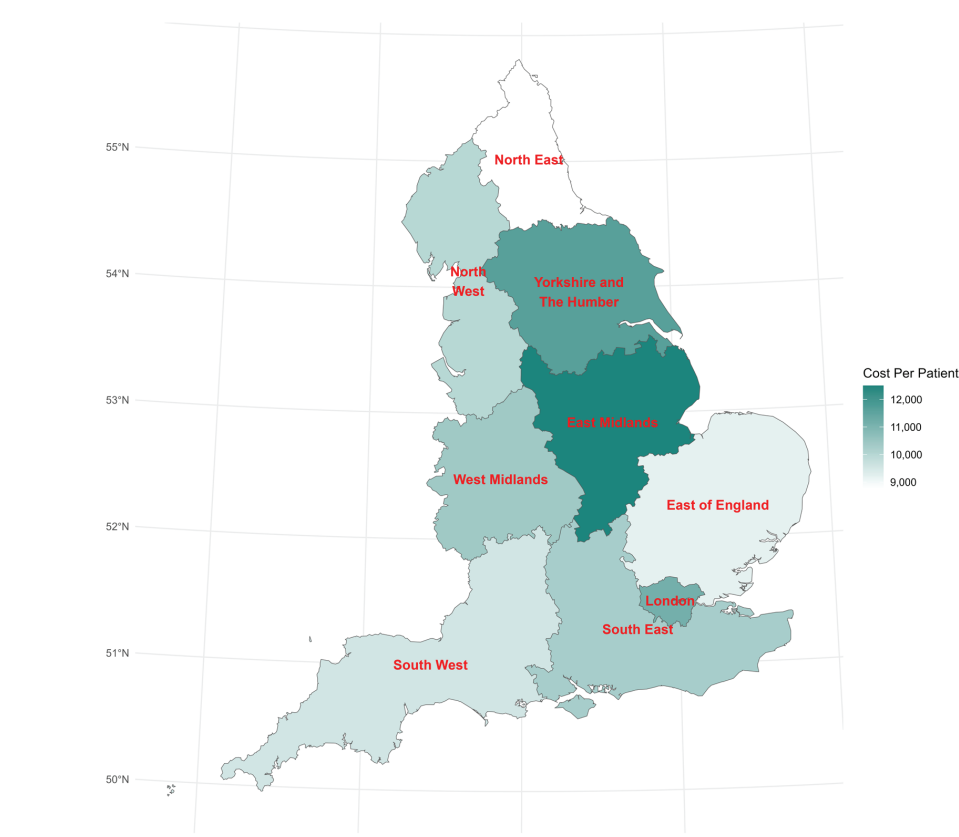 55°N
North East
54°N
North
West
Yorkshire and
The Humber
Cost Per Patient
12,000
11,000
10,000
9,000
53°N
East Midlands
West Midlands
East of England
52°N
London
South East
51°N
South West
50°N